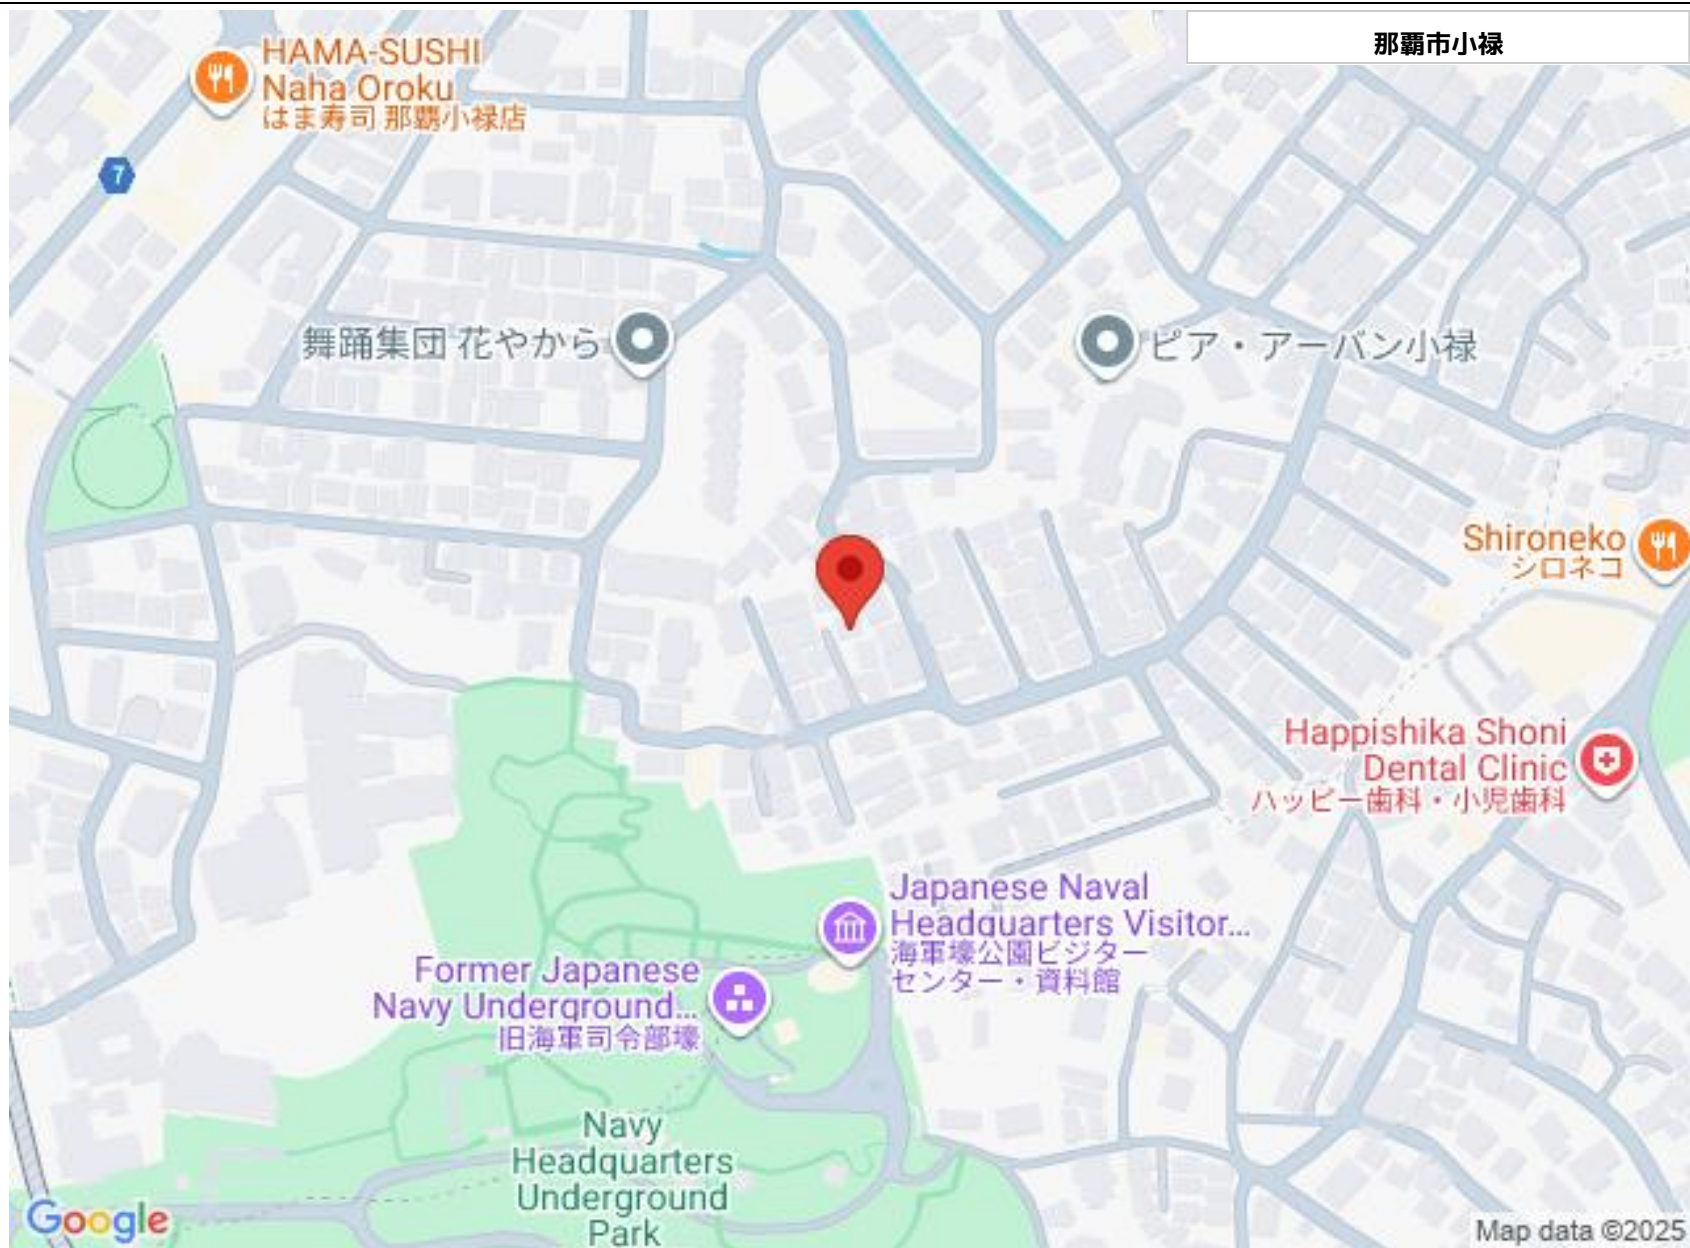 那覇市小禄
HAMA-SUSHI
Naha Oroku
はま寿司 那覇小禄店
7
舞踊集団 花やから
ピア・アーバン小禄
Shironeko
シロネコ
Happishika Shoni
Dental Clinic
ハッピー歯科・小児歯科
Japanese Naval
Headquarters Visitor...
海軍壕公園ビジター
センター・資料館
Former Japanese
Navy Underground...
旧海軍司令部壕
Navy
Headquarters
Underground
Park
Google
Map data ©2025